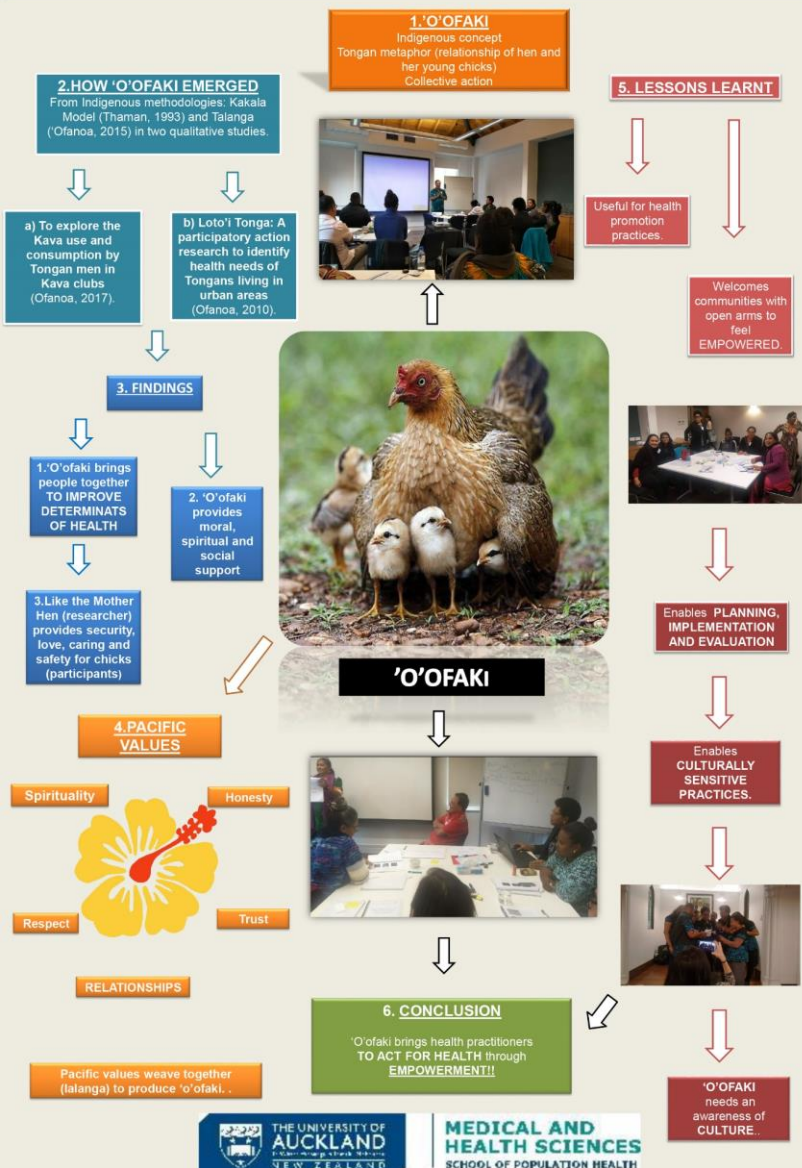 1.'O'OFAKI
Indigenous concept
Tongan metaphor (relationship of hen and
her young chicks)
Collective action
2.HOW 'O'OFAKI EMERGED
From Indigenous methodologies: Kakala
Model (Thaman, 1993) and Talanga
('Ofanoa, 2015) in two qualitative studies.
a) To explore the
Kava use and
consumption by
Tongan men in
Kava clubs
(Ofanoa, 2017).
b) Loto'i Tonga: A
participatory action
research to identify
health needs of
Tongans living in
urban areas
(Ofanoa, 2010).
3. FINDINGS
1.'O'ofaki brings
people together
TO IMPROVE
DETERMINATS OF HEALTH
2. 'O'ofaki
provides
moral,
spiritual and
social
support
3.Like the Mother
Hen (researcher)
provides security,
love, caring and
safety for chicks
(participants)
'O'OFAKI
4.PACIFIC
VALUES
Spirituality
Honesty
Respect
Trust
RELATIONSHIPS
Pacific values weave together
(lalanga) to produce 'o'ofaki. .
5. LESSONS LEARNT
Useful for health
promotion
practices.
Welcomes
communities with
open arms to
feel
EMPOWERED.
Enables PLANNING,
IMPLEMENTATION
AND EVALUATION
Enables
CULTURALLY
SENSITIVE
PRACTICES.
'O'OFAKI
needs an
awareness of
CULTURE..
6. CONCLUSION
'O'ofaki brings health practitioners
TO ACT FOR HEALTH through
EMPOWERMENT!!
THE UNIVERSITY OF
AUCKLAND
NEW ZEALAND
MEDICAL AND
HEALTH SCIENCES
SCHOOL OF POPULATION HEALTH